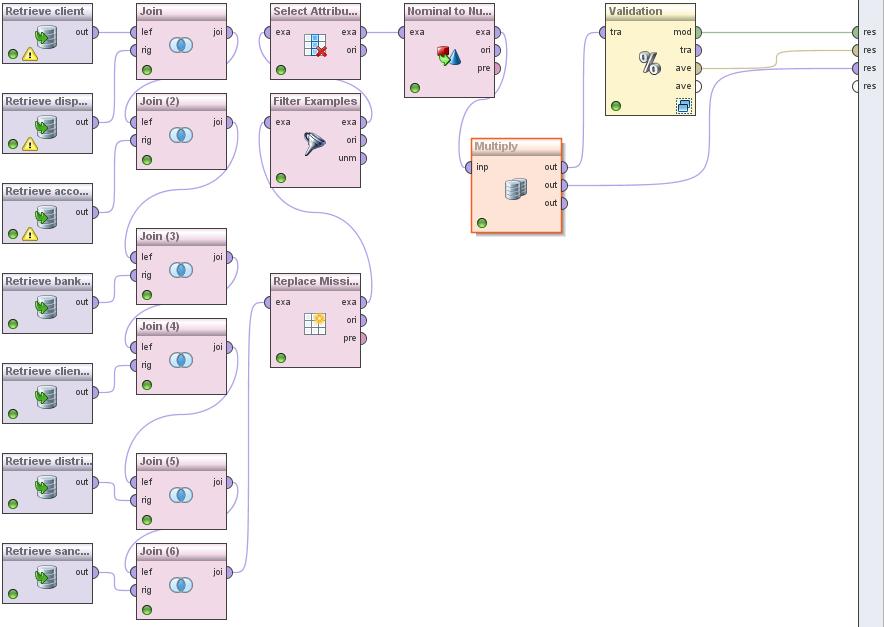 Retrieve client
out
Join
lef
rig
joi
Select Attribu...
exa
exa
ori
Nominal to Nu...
exa
exa
ori
pre
Validation
tra
mod
tra
ave
ave
%
res
res
res
res
Retrieve disp...
out
Join (2)
lef
rig
joi
Filter Examples
exa
exa
ori
unm
Multiply
inp
out
out
out
Retrieve acco...
out
Join (3)
lef
rig
joi
Retrieve bank...
out
Replace Missi...
exa
exa
ori
pre
Join (4)
lef
rig
joi
Retrieve clien...
out
Join (5)
lef
rig
joi
Retrieve distri...
out
Join (6)
lef
rig
joi
Retrieve sanc...
out